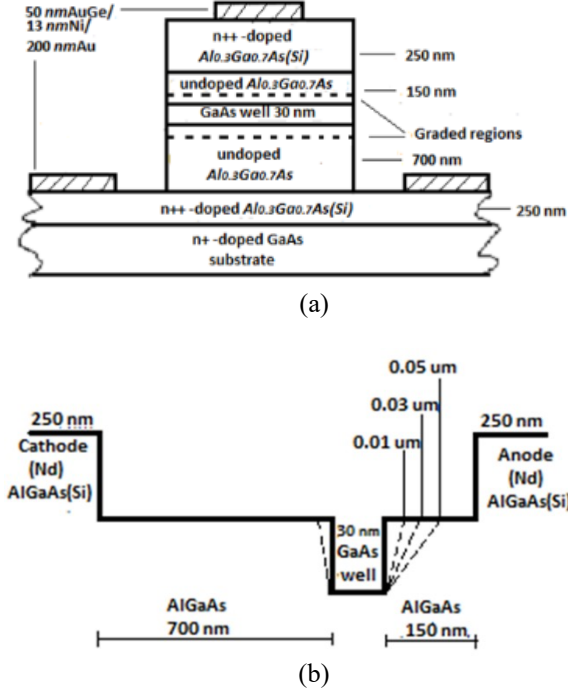 50 nmAuGe/
13 nmNi/
200 nmAu
n++ -doped
Al0.3Ga0.7As(Si)
250 nm
undoped Al0.3Ga0.7As
150 nm
GaAs well 30 nm
Graded regions
undoped
Al0.3Ga0.7As
700 nm
n++ -doped Al0.3Ga0.7As(Si)
250 nm
n+ -doped GaAs
substrate
(a)
0.05 um
0.03 um
0.01 um
250 nm
Cathode
(Nd)
AlGaAs(Si)
250 nm
Anode
(Nd)
AlGaAs(Si)
30 nm
GaAs
well
AlGaAs
700 nm
AlGaAs
150 nm
(b)